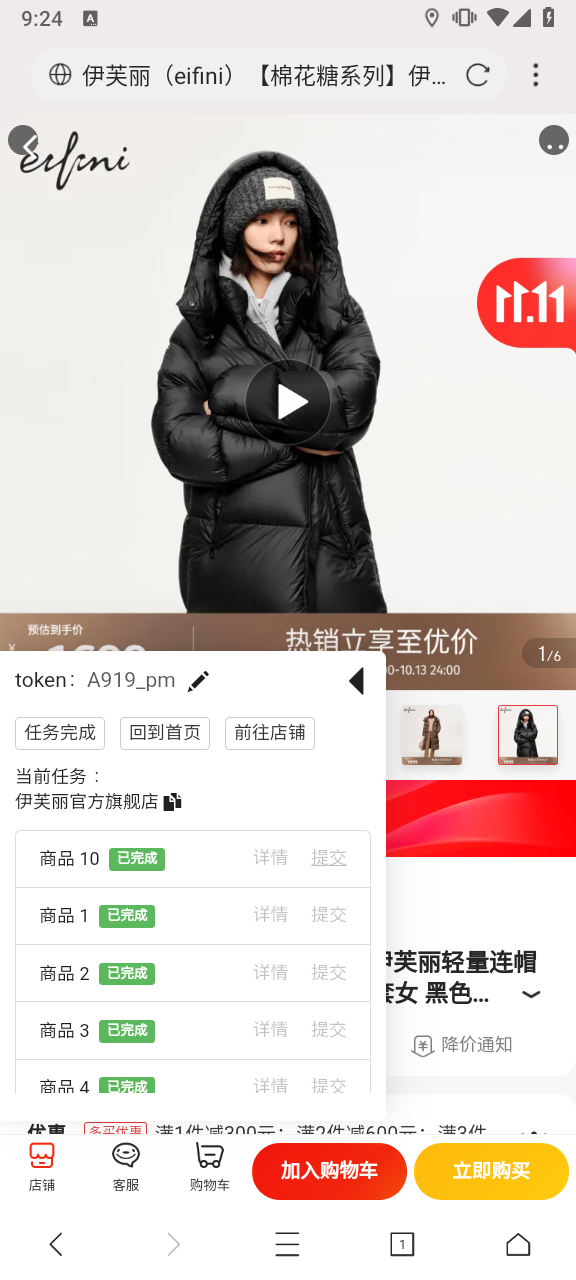 9:24
A
伊芙丽（eifini）【棉花糖系列】伊...
eifini
11.11
预估到手价
热销立享至优价
00-10.13 24:00
1/6
token: A919_pm
任务完成
回到首页
前往店铺
当前任务：
伊芙丽官方旗舰店
商品 10 已完成 详情 提交
商品 1 已完成 详情 提交
商品 2 已完成 详情 提交
商品 3 已完成 详情 提交
商品 4 已完成 详情 提交
伊芙丽轻量连帽
套女 黑色...
降价通知
优惠 多买优惠 满1件减300元；满2件减600元；满3件
店铺
客服
购物车
加入购物车
立即购买
1